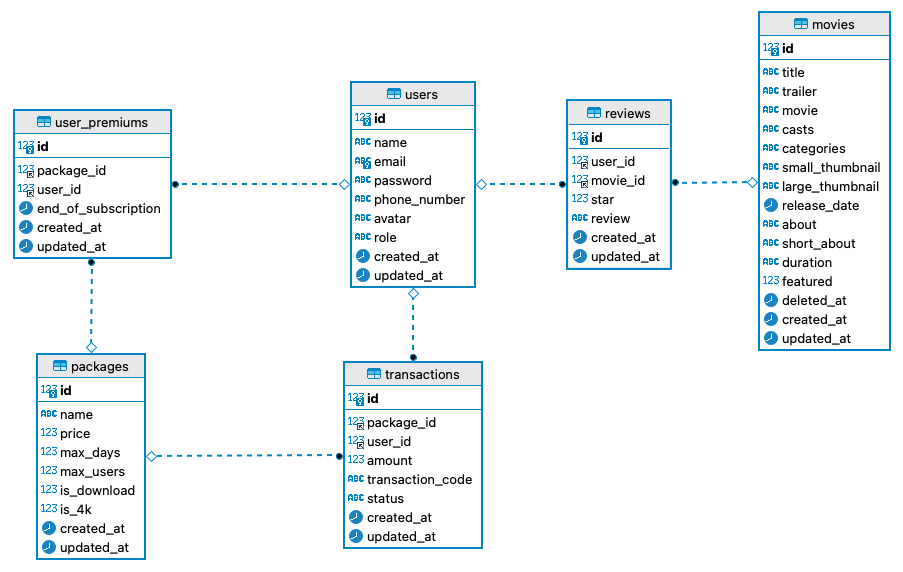 movies
id
title
trailer
movie
casts
categories
small_thumbnail
large_thumbnail
release_date
about
short_about
duration
featured
deleted_at
created_at
updated_at
users
id
name
email
password
phone_number
avatar
role
created_at
updated_at
reviews
id
user_id
movie_id
star
review
created_at
updated_at
user_premiums
id
package_id
user_id
end_of_subscription
created_at
updated_at
packages
id
name
price
max_days
max_users
is_download
is_4k
created_at
updated_at
transactions
id
package_id
user_id
amount
transaction_code
status
created_at
updated_at